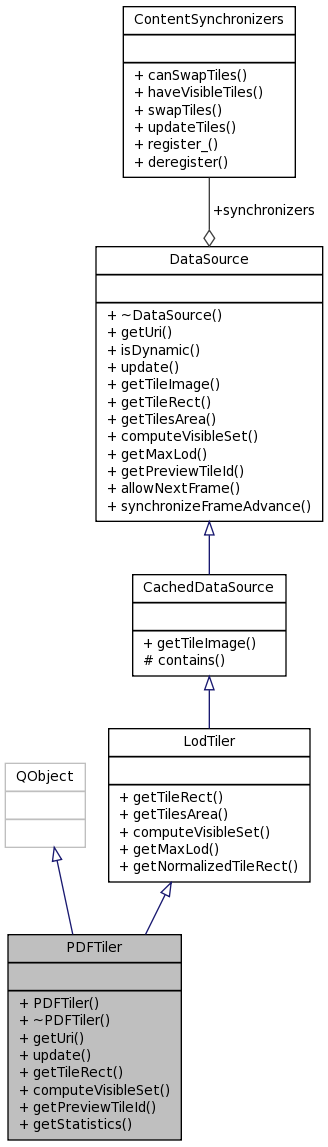 ContentSynchronizers
+ canSwapTiles()
+ haveVisibleTiles()
+ swapTiles()
+ updateTiles()
+ register_()
+ deregister()
+synchronizers
DataSource
+ ~DataSource()
+ getUri()
+ isDynamic()
+ update()
+ getTileImage()
+ getTileRect()
+ getTilesArea()
+ computeVisibleSet()
+ getMaxLod()
+ getPreviewTileId()
+ allowNextFrame()
+ synchronizeFrameAdvance()
CachedDataSource
+ getTileImage()
# contains()
LodTiler
+ getTileRect()
+ getTilesArea()
+ computeVisibleSet()
+ getMaxLod()
+ getNormalizedTileRect()
QObject
PDFTiler
+ PDFTiler()
+ ~PDFTiler()
+ getUri()
+ update()
+ getTileRect()
+ computeVisibleSet()
+ getPreviewTileId()
+ getStatistics()